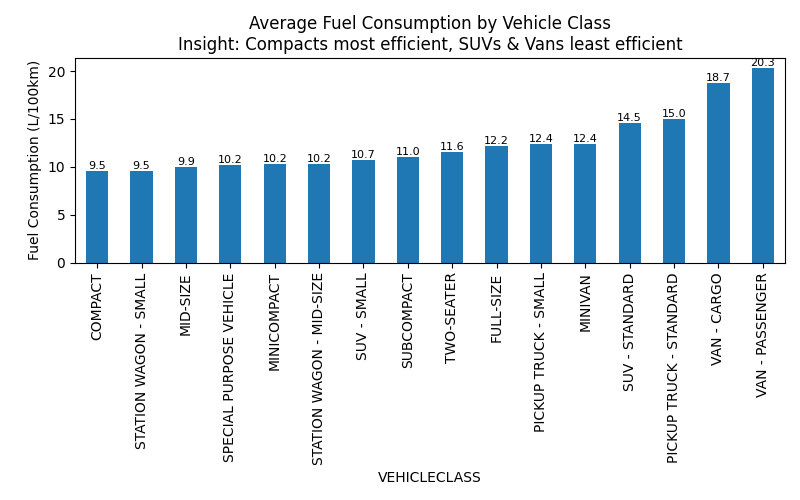 Average Fuel Consumption by Vehicle Class
Insight: Compacts most efficient, SUVs & Vans least efficient
Fuel Consumption (L/100km)
20
15
10
5
0
9.5
9.5
9.9
10.2
10.2
10.2
10.7
11.0
11.6
12.2
12.4
12.4
14.5
15.0
18.7
20.3
COMPACT
STATION WAGON - SMALL
MID-SIZE
SPECIAL PURPOSE VEHICLE
MINICOMPACT
STATION WAGON - MID-SIZE
SUV - SMALL
SUBCOMPACT
TWO-SEATER
FULL-SIZE
PICKUP TRUCK - SMALL
MINIVAN
SUV - STANDARD
PICKUP TRUCK - STANDARD
VAN - CARGO
VAN - PASSENGER
VEHICLECLASS